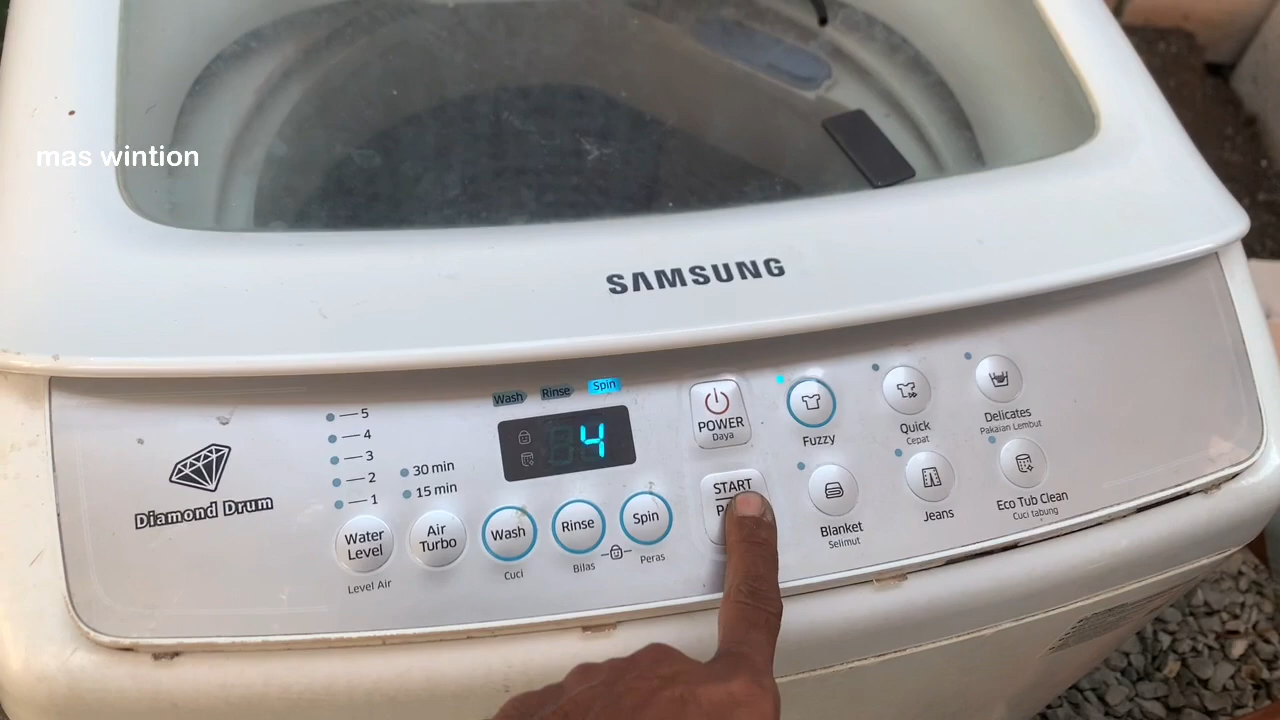 mas wintion
SAMSUNG
Wash Rinse Spin
4
5
4
3
2
1
30 min
15 min
Diamond Drum
Water
Level
Level Air
Air
Turbo
Wash
Cuci
Rinse
Bilas
Spin
Peras
POWER
Daya
START
Fuzzy
Quick
Cepat
Delicates
Pakaian Lembut
Blanket
Selimut
Jeans
Eco Tub Clean
Cuci tabung